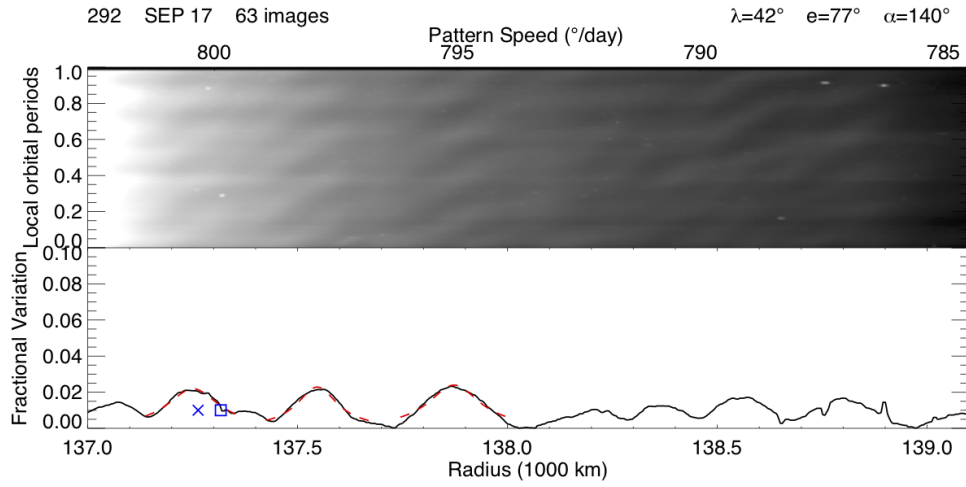 292 SEP 17 63 images λ=42° e=77° α=140°
Pattern Speed (°/day)
800 795 790 785
Local orbital periods
1.0
0.8
0.6
0.4
0.2
0.0
Fractional Variation
0.10
0.08
0.06
0.04
0.02
0.00
137.0 137.5 138.0 138.5 139.0
Radius (1000 km)